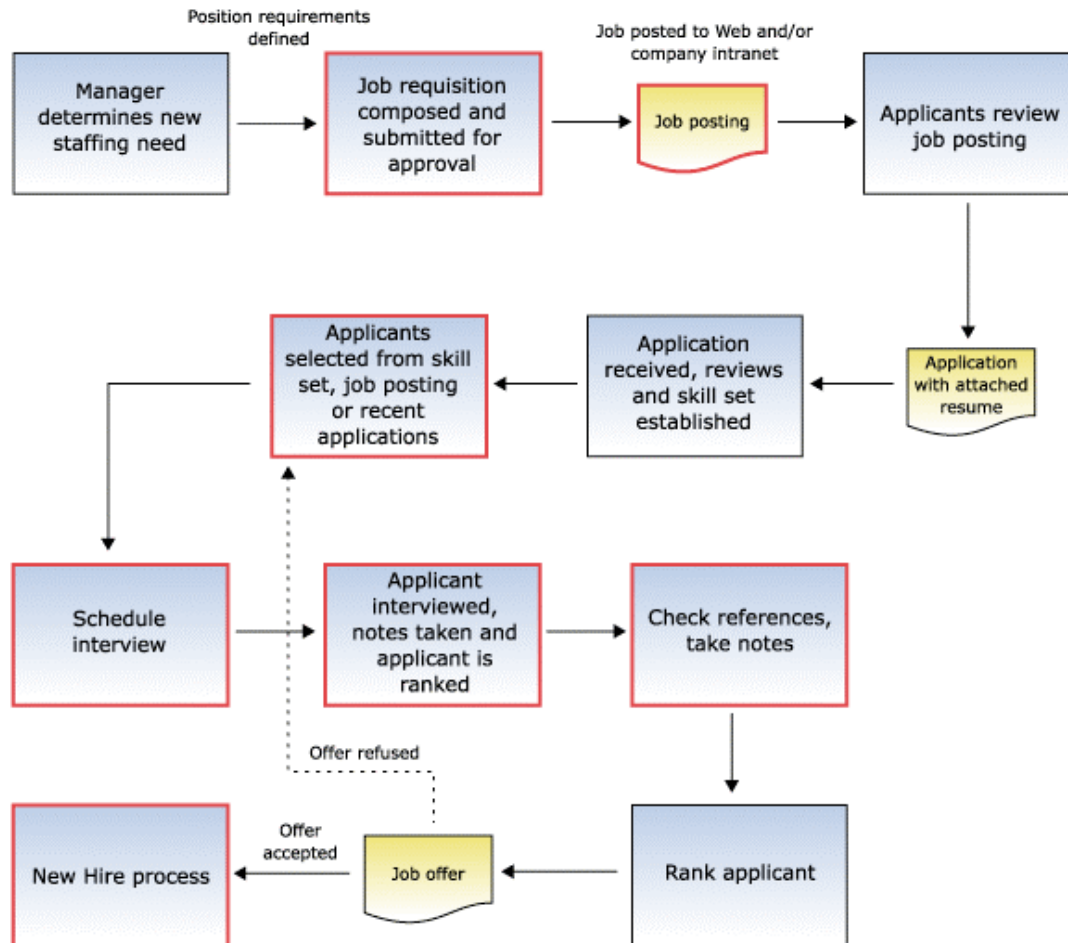 Position requirements
defined
Job posted to Web and/or
company intranet
Manager
determines new
staffing need
Job requisition
composed and
submitted for
approval
Job posting
Applicants review
job posting
Applicants
selected from skill
set, job posting
or recent
applications
Application
received, reviews
and skill set
established
Application
with attached
resume
Schedule
interview
Applicant
interviewed,
notes taken and
applicant is
ranked
Check references,
take notes
Offer refused
New Hire process
Offer
accepted
Job offer
Rank applicant